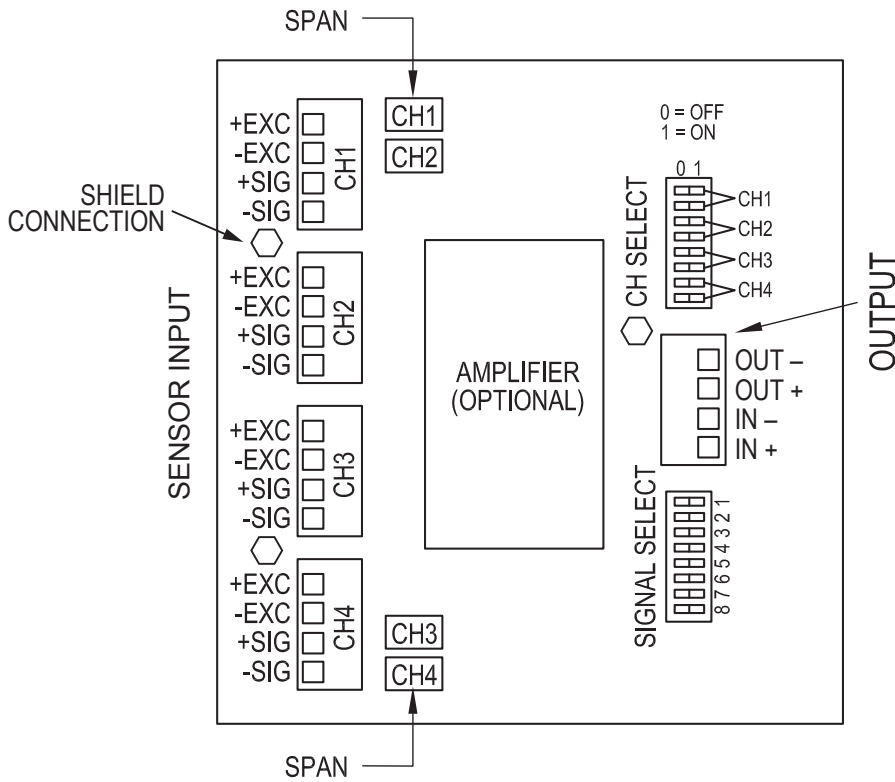 SPAN
+EXC
-EXC
+SIG
-SIG
CH1
CH1
CH2
0 = OFF
1 = ON
0 1
CH SELECT
CH1
CH2
CH3
CH4
SHIELD
CONNECTION
SENSOR INPUT
+EXC
-EXC
+SIG
-SIG
CH2
AMPLIFIER
(OPTIONAL)
OUTPUT
OUT –
OUT +
IN –
IN +
+EXC
-EXC
+SIG
-SIG
CH3
SIGNAL SELECT
8 7 6 5 4 3 2 1
+EXC
-EXC
+SIG
-SIG
CH4
CH3
CH4
SPAN